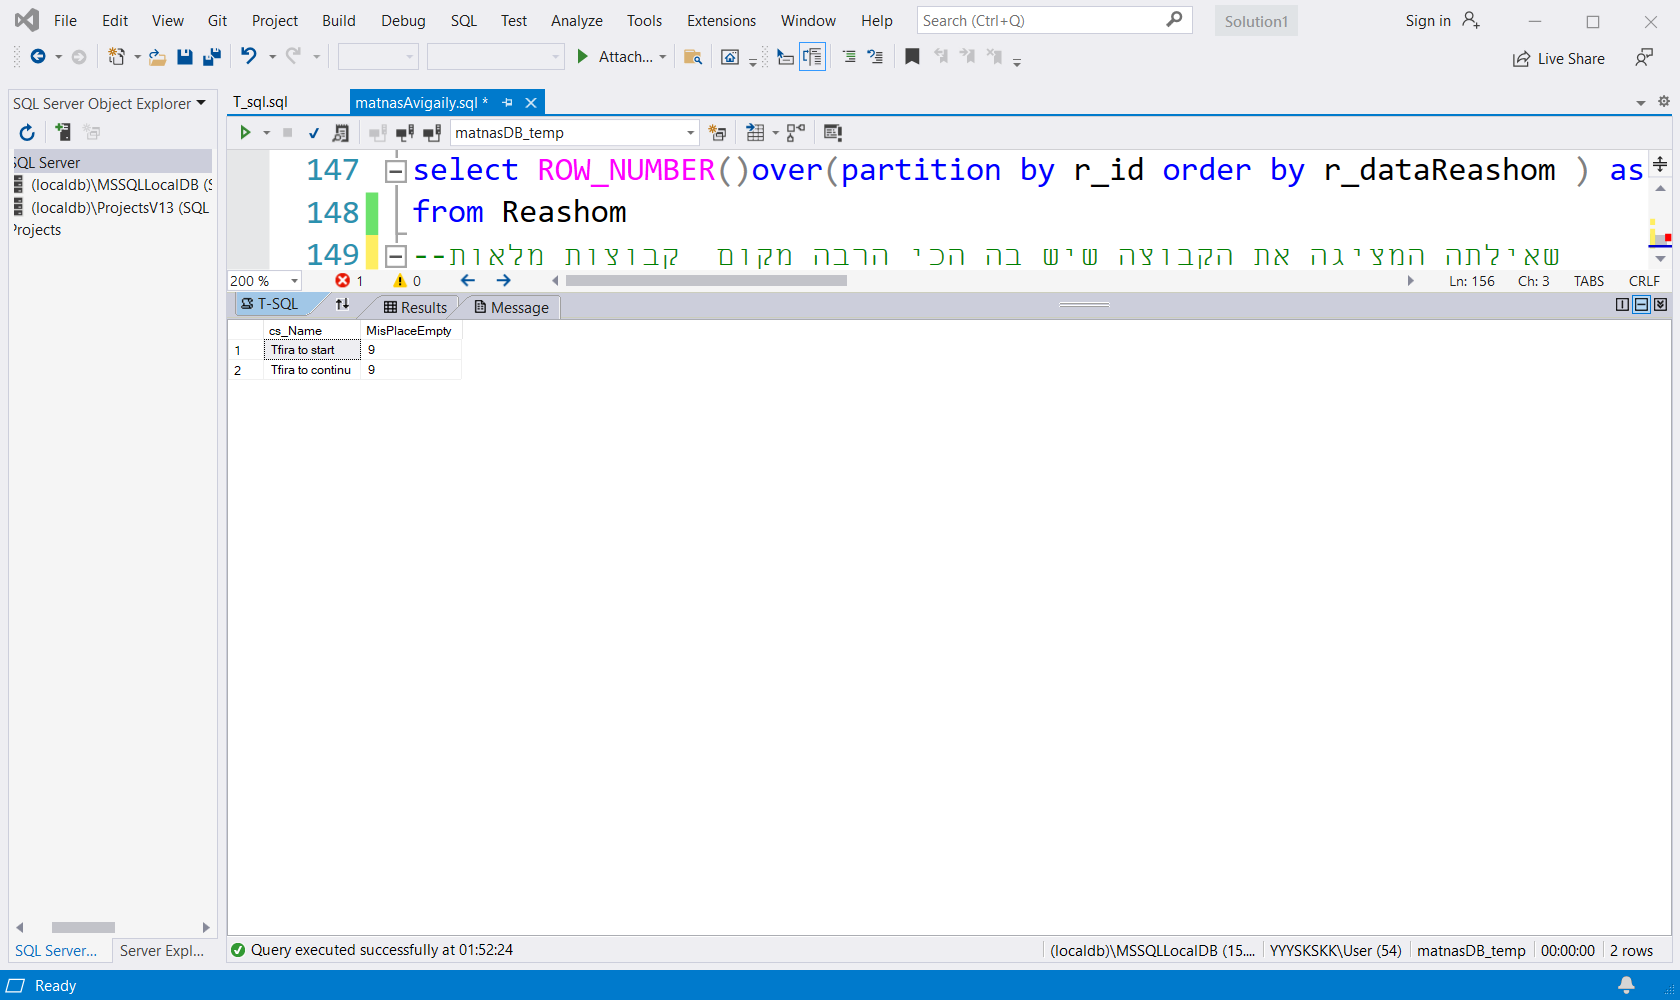 File Edit View Git Project Build Debug SQL Test Analyze Tools Extensions Window Help Search (Ctrl+Q) Solution1 Sign in
Attach... Live Share
SQL Server Object Explorer
SQL Server
(localdb)\MSSQLLocalDB (S
(localdb)\ProjectsV13 (SQL
Projects
SQL Server... Server Expl...
T_sql.sql matnasAvigaily.sql *
matnasDB_temp
147 select ROW_NUMBER()over(partition by r_id order by r_dataReashom ) as
148 from Reashom
149 --שאילתה המציגה את הקבוצה שיש בה הכי הרבה מקום  קבוצות מלאות
200 % 1 0 Ln: 156 Ch: 3 TABS CRLF
T-SQL Results Message
cs_Name MisPlaceEmpty
1 Tfira to start 9
2 Tfira to continu 9
Query executed successfully at 01:52:24 (localdb)\MSSQLLocalDB (15.... YYYSKSKK\User (54) matnasDB_temp 00:00:00 2 rows
Ready